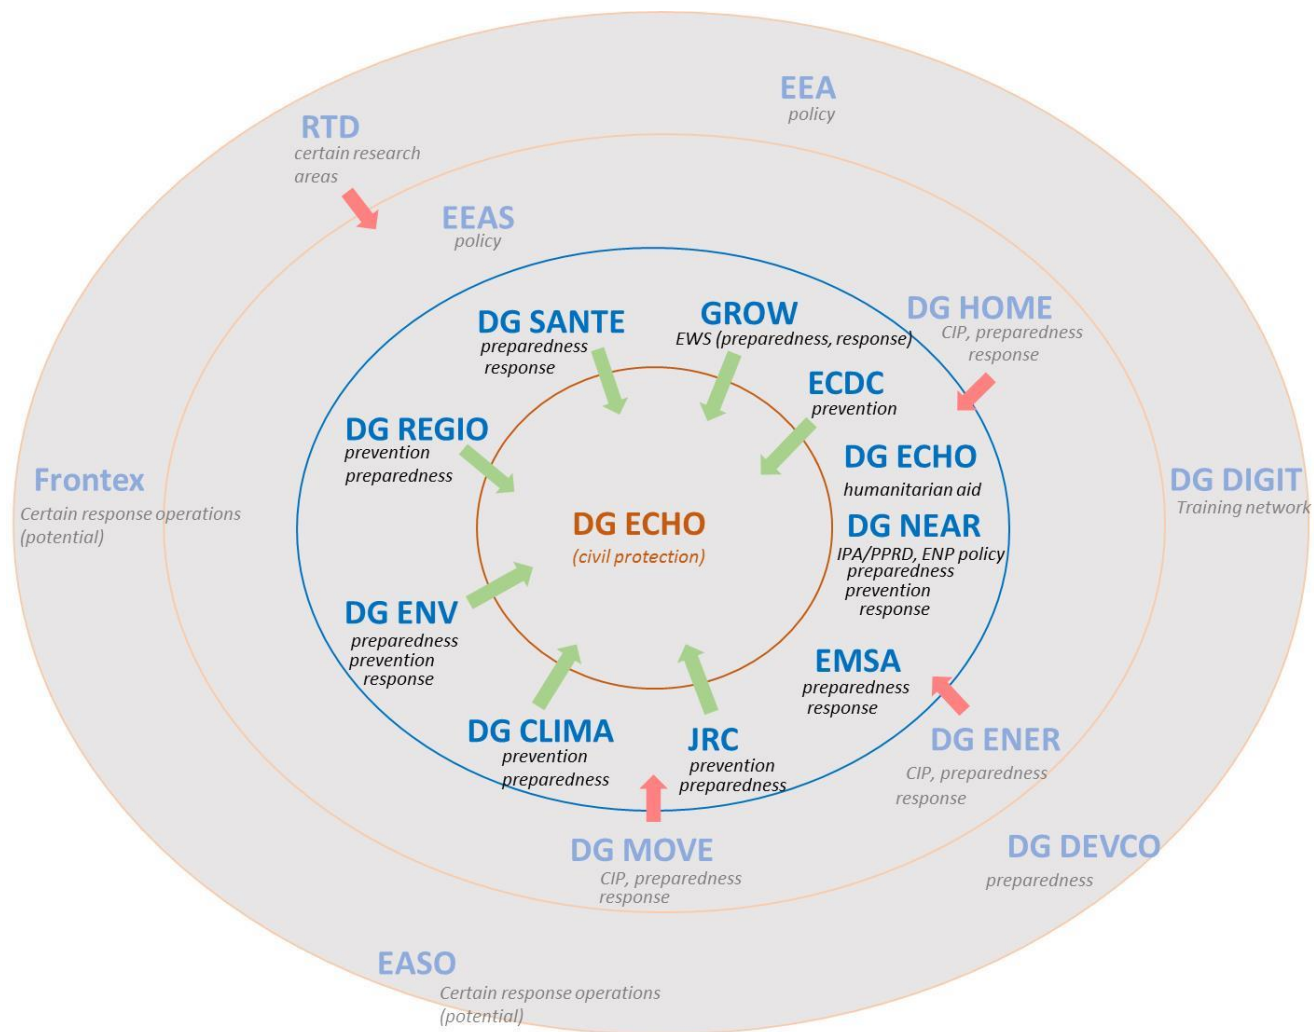 EEA
policy
RTD
certain research
areas
EEAS
policy
DG SANTE
preparedness
response
GROW
EWS (preparedness, response)
DG HOME
CIP, preparedness
response
ECDC
prevention
DG REGIO
prevention
preparedness
DG ECHO
humanitarian aid
Frontex
Certain response operations
(potential)
DG DIGIT
Training network
DG ECHO
(civil protection)
DG NEAR
IPA/PPRD, ENP policy
preparedness
prevention
response
DG ENV
preparedness
prevention
response
EMSA
preparedness
response
DG CLIMA
prevention
preparedness
JRC
prevention
preparedness
DG ENER
CIP, preparedness
response
DG MOVE
CIP, preparedness
response
DG DEVCO
preparedness
EASO
Certain response operations
(potential)